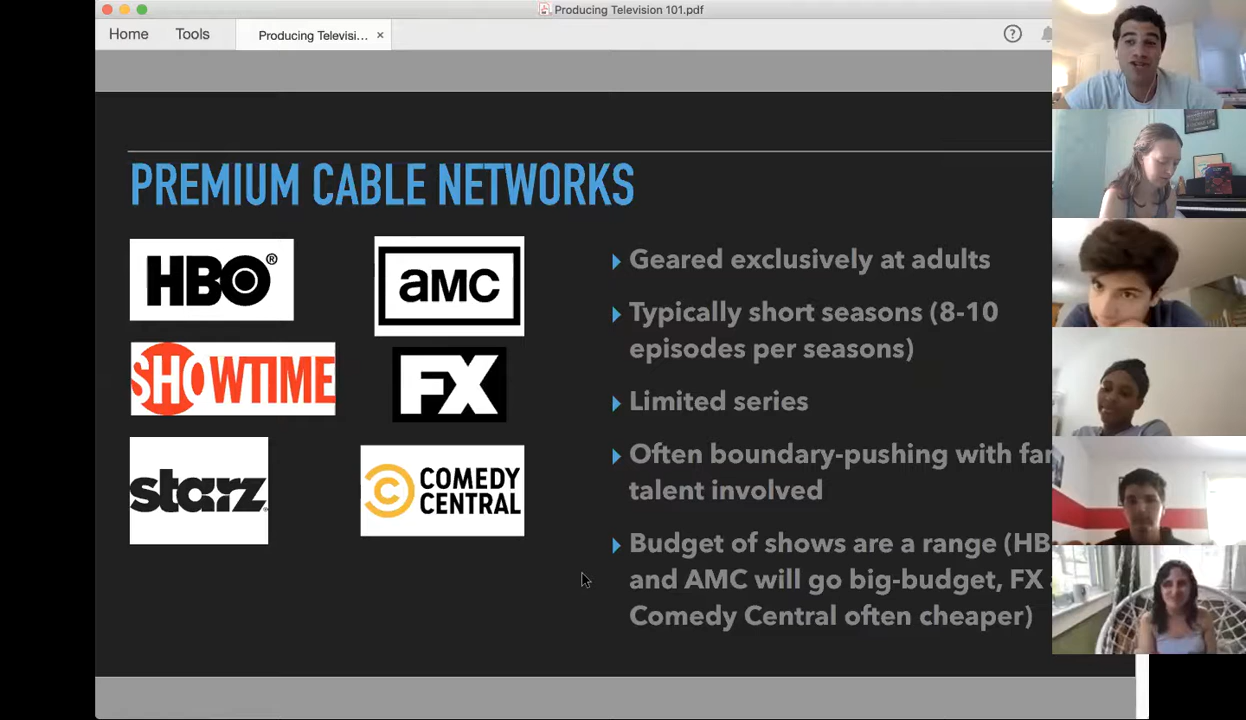 Producing Television 101.pdf
Home
Tools
Producing Televisi...
PREMIUM CABLE NETWORKS
HBO®
aMC
SHOWTIME
FX
starz
COMEDY
CENTRAL
Geared exclusively at adults
Typically short seasons (8-10
episodes per seasons)
Limited series
Often boundary-pushing with
talent involved
Budget of shows are a range (HB
and AMC will go big-budget, FX
Comedy Central often cheaper)